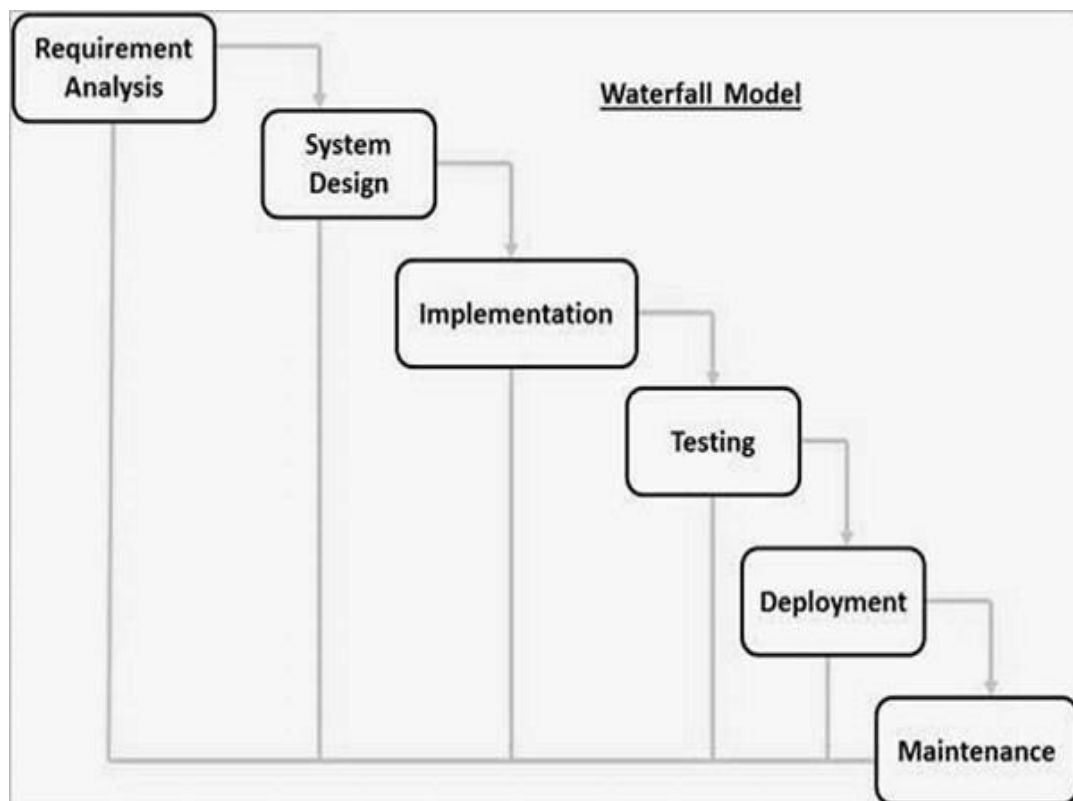 Requirement
Analysis
Waterfall Model
System
Design
Implementation
Testing
Deployment
Maintenance